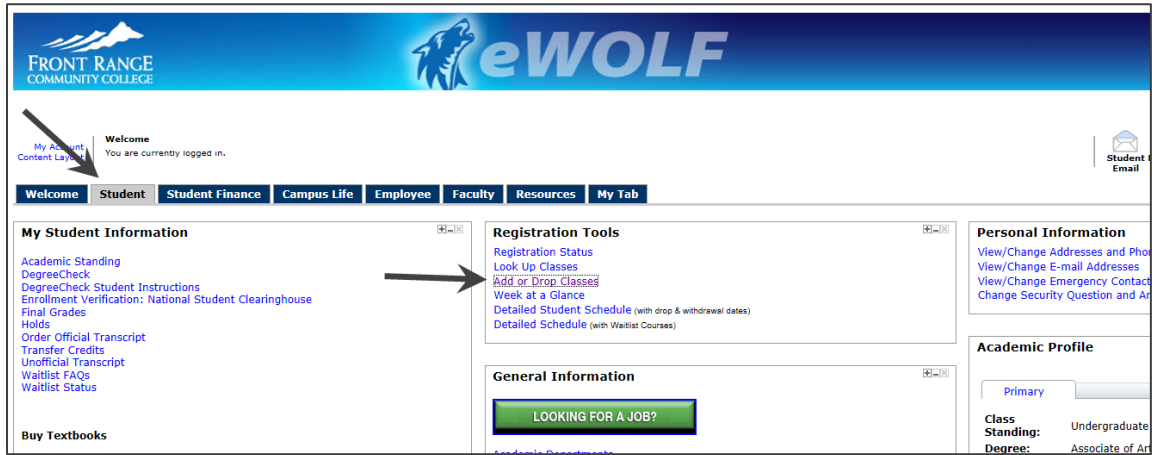 FRONT RANGE
COMMUNITY COLLEGE
eWOLF
My Account
Content Layout
Welcome
You are currently logged in.
Student
Email
Welcome Student Student Finance Campus Life Employee Faculty Resources My Tab
My Student Information
Academic Standing
DegreeCheck
DegreeCheck Student Instructions
Enrollment Verification: National Student Clearinghouse
Final Grades
Holds
Order Official Transcript
Transfer Credits
Unofficial Transcript
Waitlist FAQs
Waitlist Status
Buy Textbooks
Registration Tools
Registration Status
Look Up Classes
Add or Drop Classes
Week at a Glance
Detailed Student Schedule (with drop & withdrawal dates)
Detailed Schedule (with Waitlist Courses)
General Information
LOOKING FOR A JOB?
Academic Departments
Personal Information
View/Change Addresses and Pho
View/Change E-mail Addresses
View/Change Emergency Contact
Change Security Question and An
Academic Profile
Primary
Class
Standing:
Undergraduate
Degree:
Associate of Art